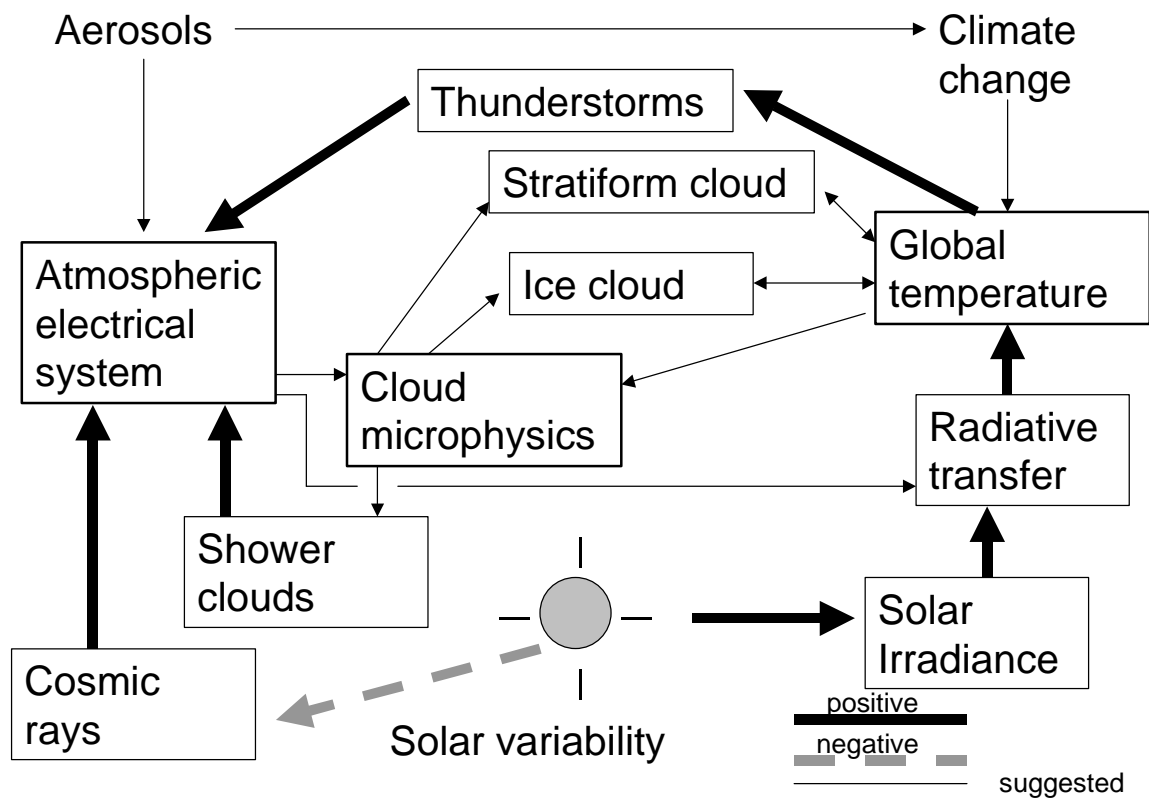 Aerosols
Climate
change
Thunderstorms
Stratiform cloud
Global
temperature
Atmospheric
electrical
system
Ice cloud
Cloud
microphysics
Radiative
transfer
Shower
clouds
Solar
Irradiance
Cosmic
rays
Solar variability
positive
negative
suggested